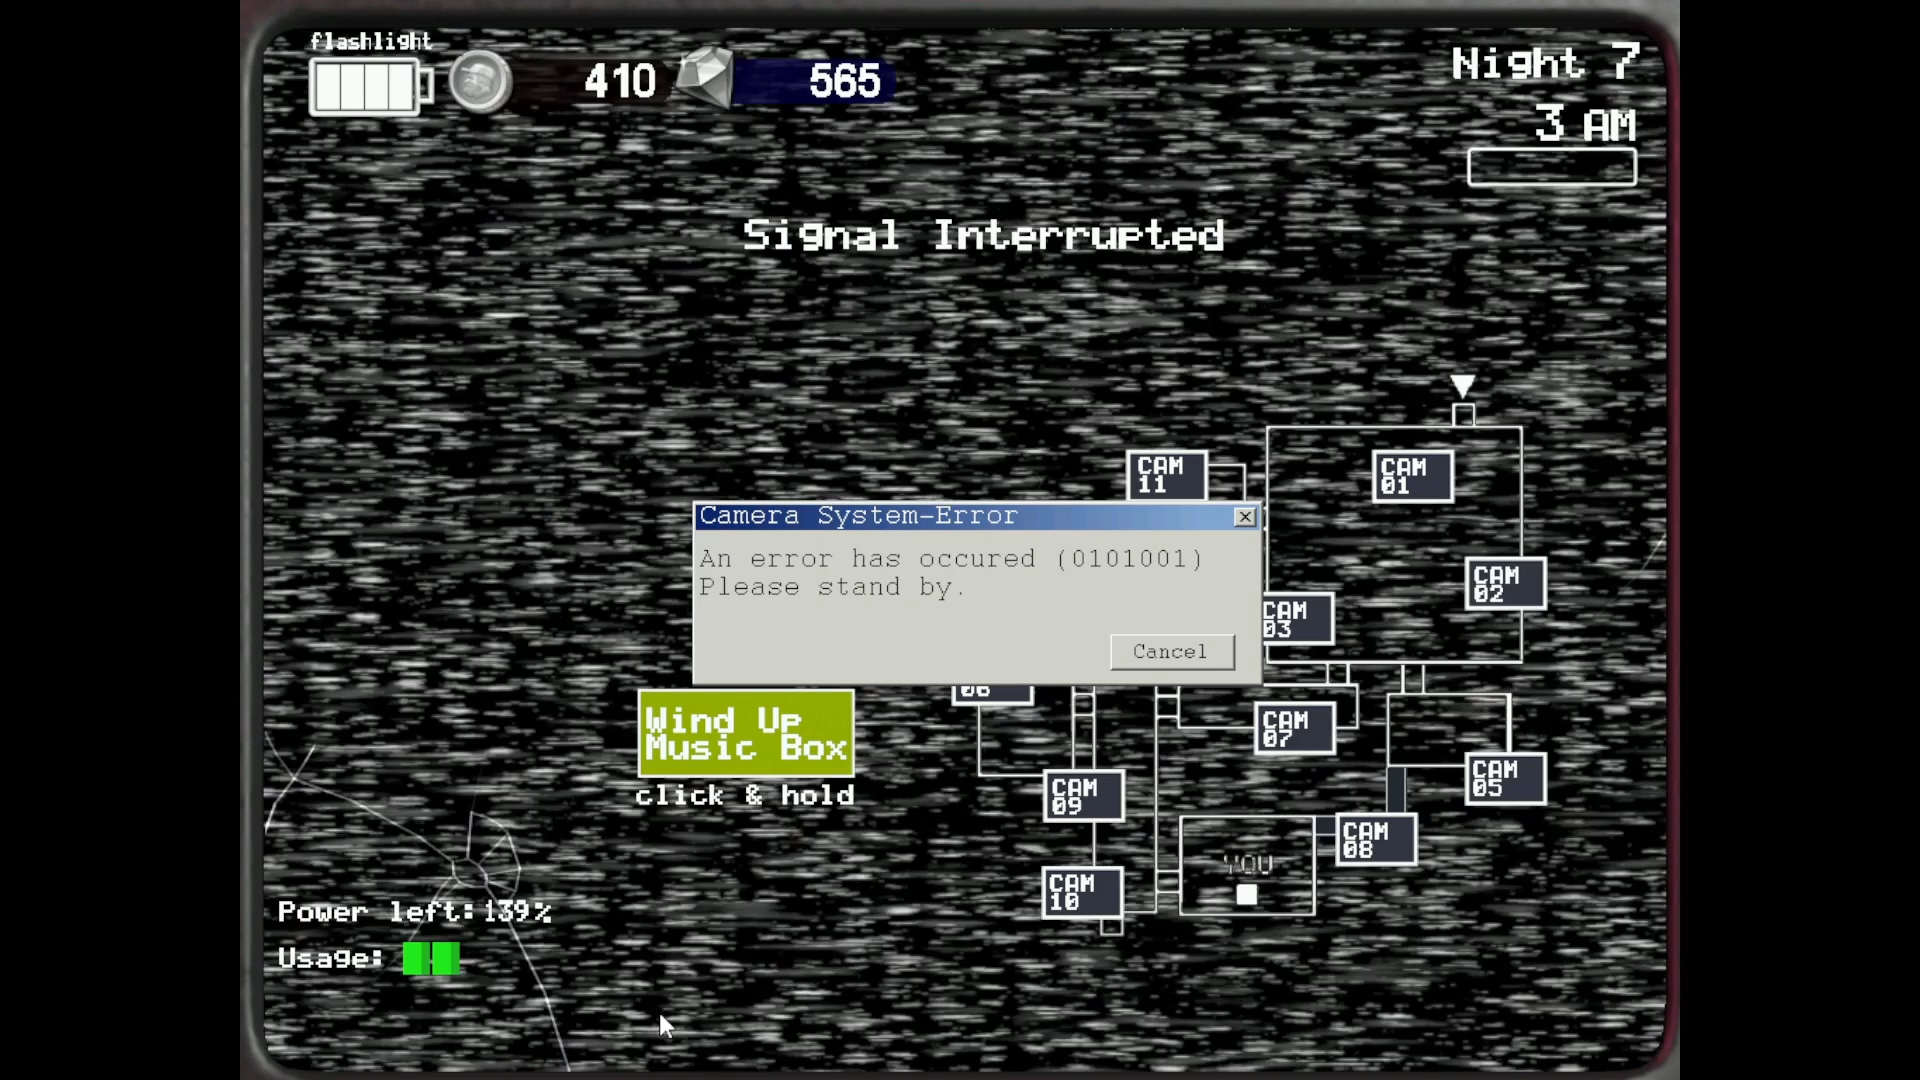 flashlight
410
565
Night 7
3 AM
Signal Interrupted
CAM
11
CAM
01
Camera System-Error
An error has occured (0101001)
Please stand by.
Cancel
CAM
02
CAM
03
06
Wind Up
Music Box
click & hold
CAM
07
CAM
05
CAM
09
CAM
08
YOU
CAM
10
Power left: 139%
Usage: